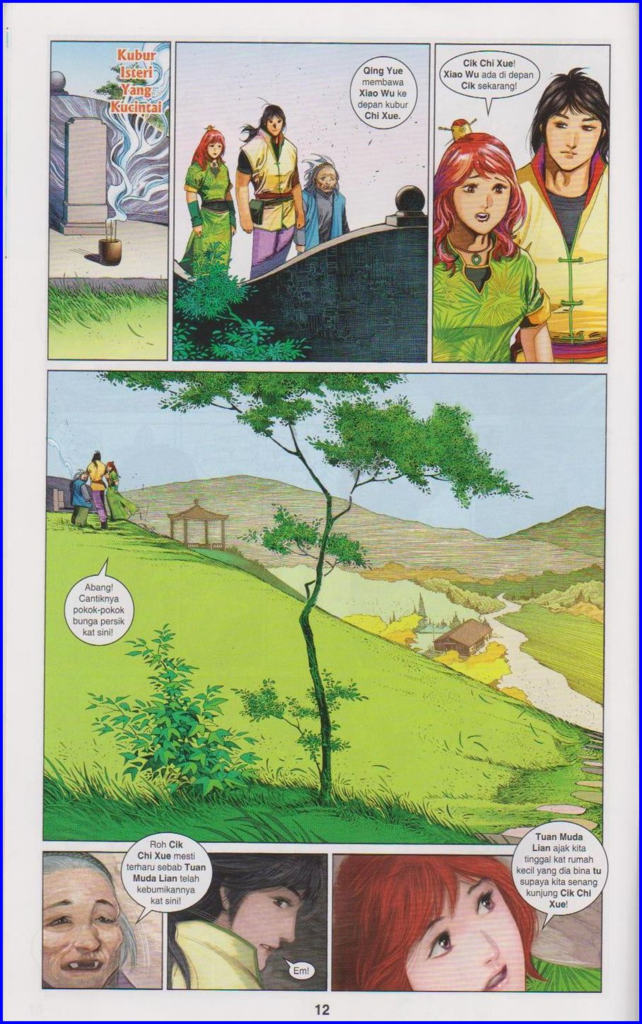 Kubur
Isteri
Yang
Kucintai
Qing Yue
membawa
Xiao Wu ke
depan kubur
Chi Xue.
Cik Chi Xue!
Xiao Wu ada di depan
Cik sekarang!
Abang!
Cantiknya
pokok-pokok
bunga persik
kat sini!
Roh Cik
Chi Xue mesti
terharu sebab Tuan
Muda Lian telah
kebumikannya
kat sini!
Em!
Tuan Muda
Lian ajak kita
tinggal kat rumah
kecil yang dia bina tu
supaya kita senang
kunjung Cik Chi
Xue!
12